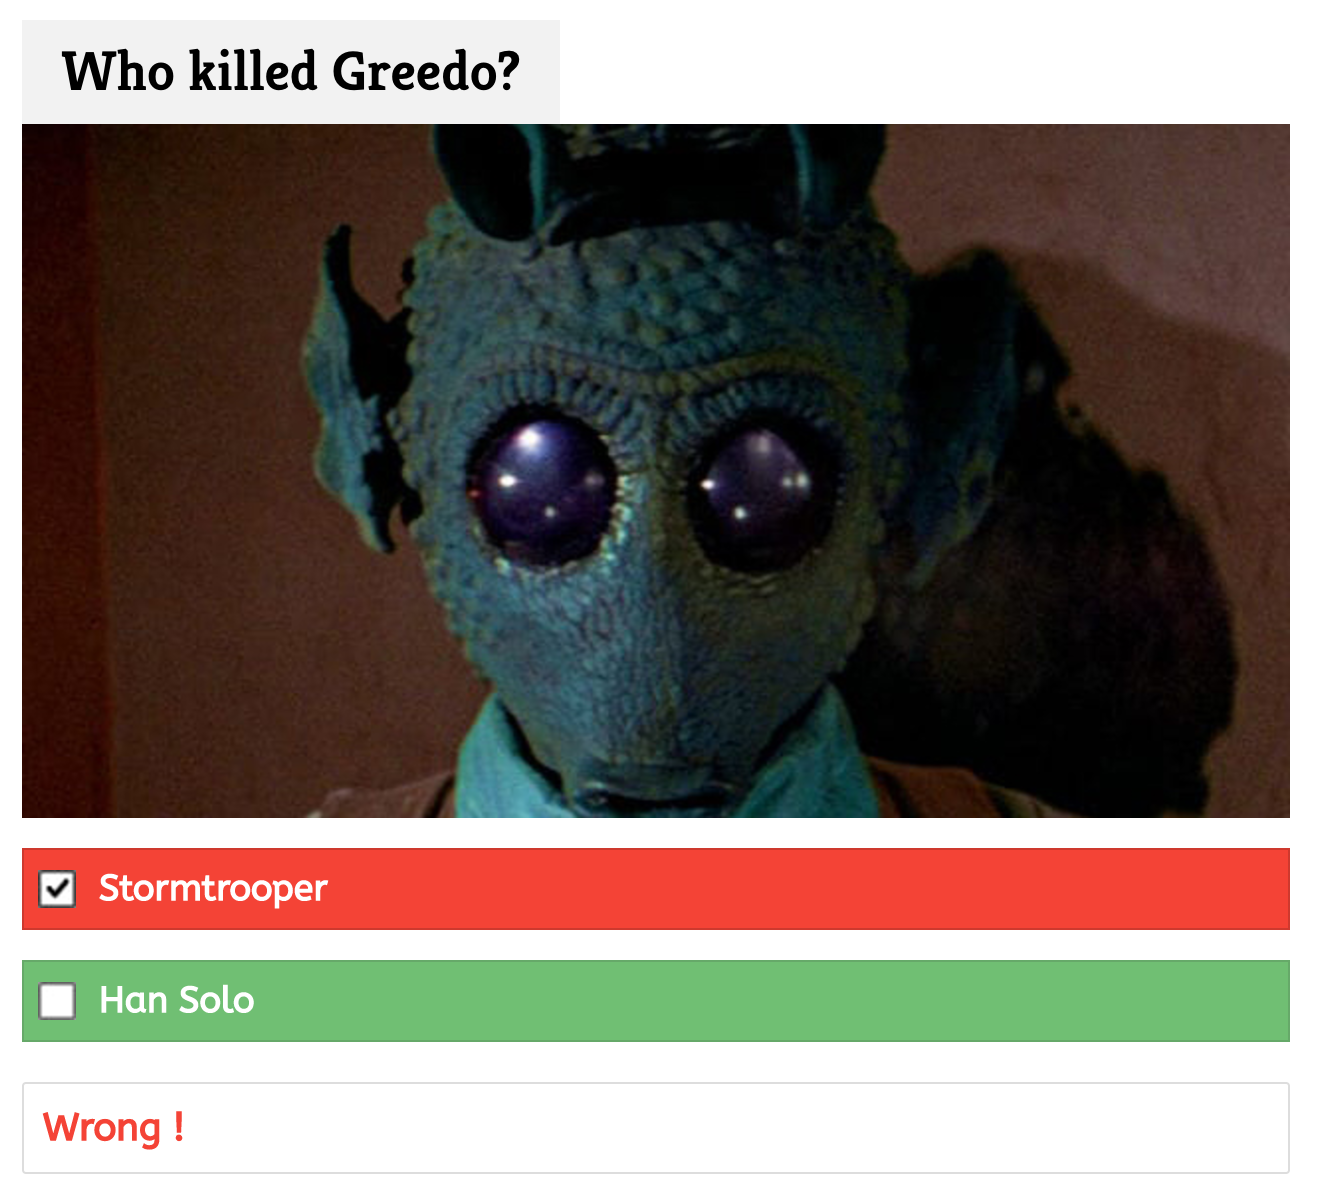 Who killed Greedo?
Stormtrooper
Han Solo
Wrong !